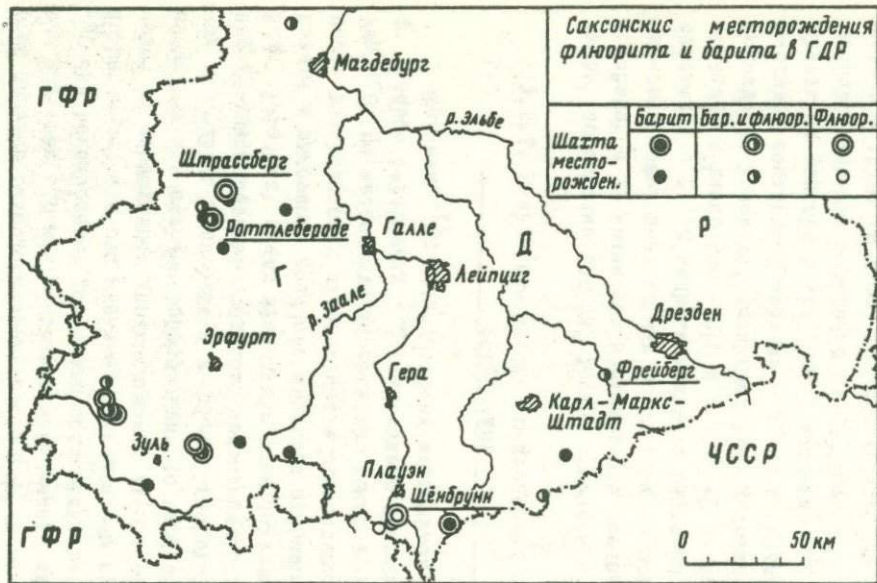 Саксонскис месторождения
флюорита и барита в ГДР
Барит Бар. и флюор. Флюор.
Шахта
место-
рожден.
Магдебург
ГФР
р. Эльбе
Штрассберг
Роттлебероде
Галле
Д
Р
Г
Лейпциг
р. Заале
Дрезден
Эрфурт
Гера
Фрейберг
Карл-Маркс-
Штадт
Зуль
ЧССР
Плауэн
Шёнбрунн
ГФР
0 50 км